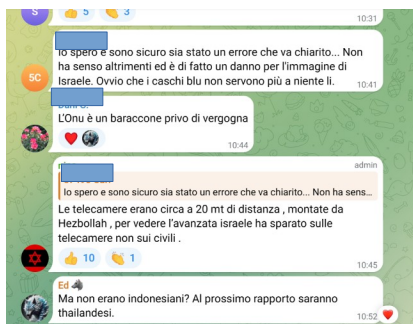 S
5 3
10:31
Io spero e sono sicuro sia stato un errore che va chiarito... Non
ha senso altrimenti ed è di fatto un danno per l'immagine di
Israele. Ovvio che i caschi blu non servono più a niente lì.
SC
10:41
L'Onu è un baraccone privo di vergogna
10:44
admin
Io spero e sono sicuro sia stato un errore che va chiarito... Non ha sens...
Le telecamere erano circa a 20 mt di distanza , montate da
Hezbollah , per vedere l'avanzata israele ha sparato sulle
telecamere non sui civili .
10 1
10:45
Ed
Ma non erano indonesiani? Al prossimo rapporto saranno
thailandesi.
10:52